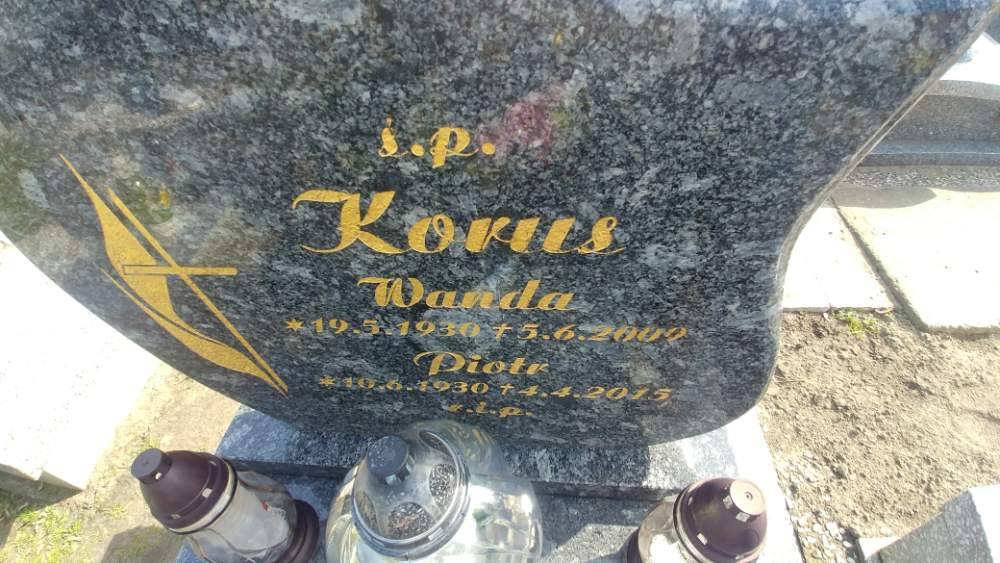 ś.p.
Korus
Wanda
*19.5.1930 †5.6.2009
Piotr
*10.6.1930 †4.4.2015
r.i.p.